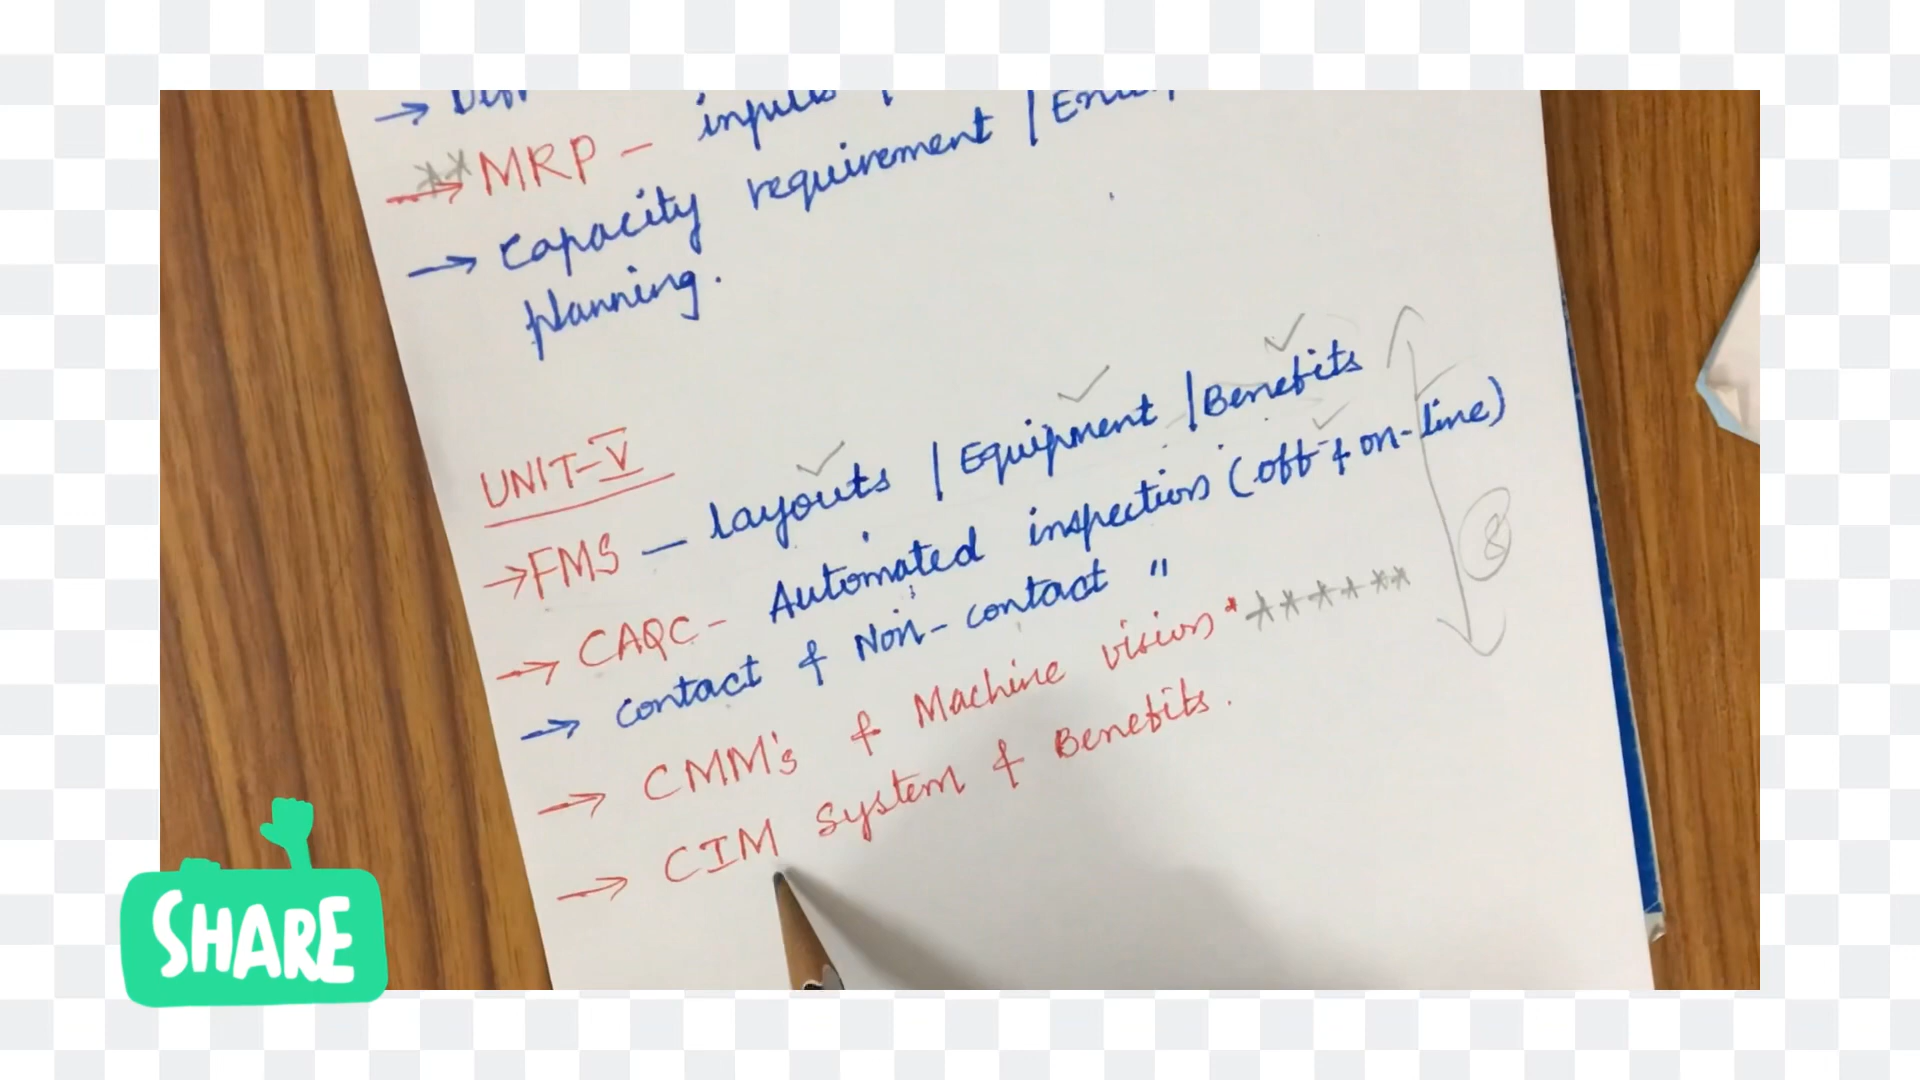 → MRP - inputs
→ Capacity requirement |
planning.
UNIT-V
→ FMS - layouts | Equipment | Benefits
→ CAQC - Automated inspection (off & on-line)
→ contact & Non-contact "
→ CMM's & Machine vision * ******
→ CIM System & Benefits.
8
SHARE